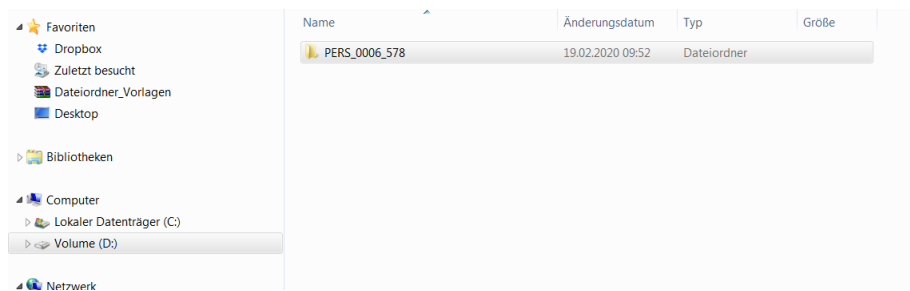 Favoriten
Dropbox
Zuletzt besucht
Dateiordner_Vorlagen
Desktop
Bibliotheken
Computer
Lokaler Datenträger (C:)
Volume (D:)
Netzwerk
Name Änderungsdatum Typ Größe
PERS_0006_578 19.02.2020 09:52 Dateiordner